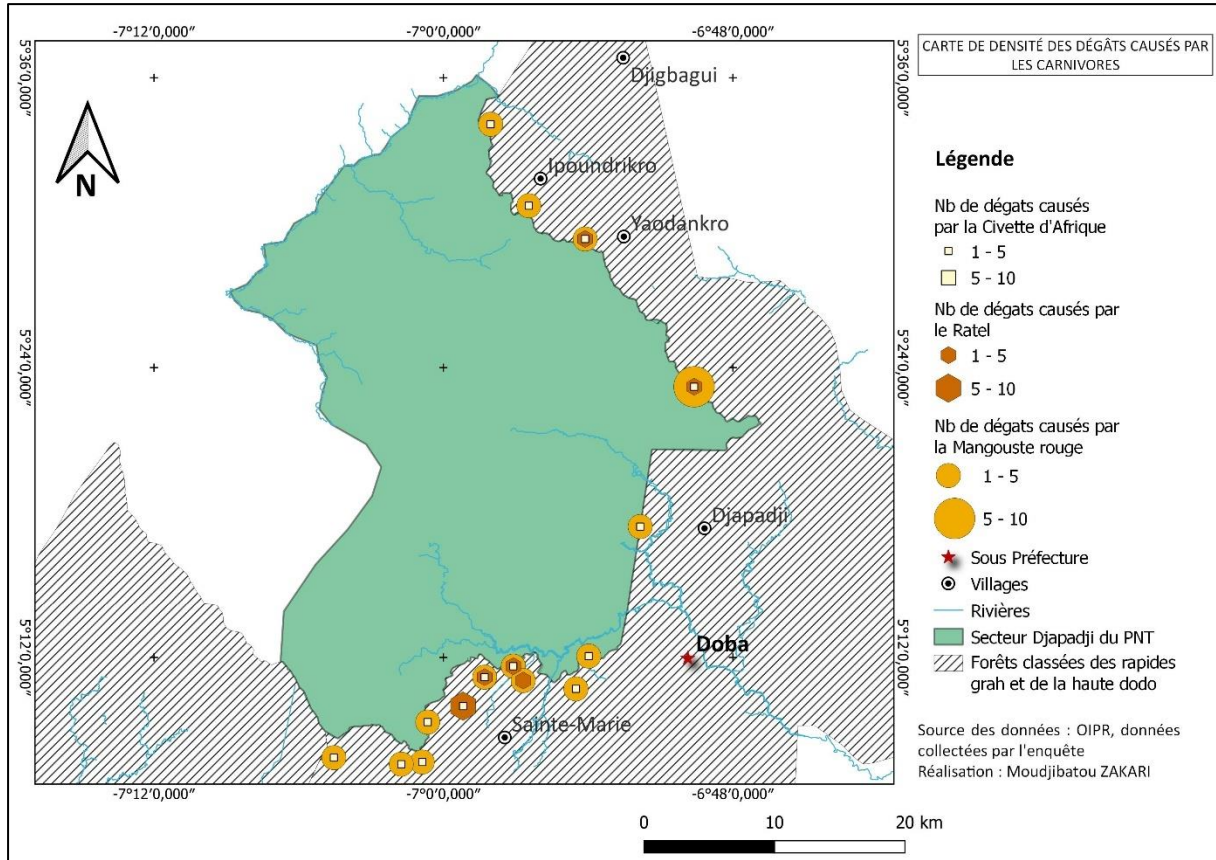 -7°12'0,000"
-7°0'0,000"
-6°48'0,000"
CARTE DE DENSITÉ DES DÉGÂTS CAUSÉS PAR
LES CARNIVORES
5°36'0,000"
5°36'0,000"
Djigbagui
N
Ipoundrikro
Yaodankro
5°24'0,000"
5°24'0,000"
Djapadji
5°12'0,000"
5°12'0,000"
Doba
Sainte-Marie
-7°12'0,000"
-7°0'0,000"
-6°48'0,000"
Légende
Nb de dégats causés
par la Civette d'Afrique
1 - 5
5 - 10
Nb de dégats causés par
le Ratel
1 - 5
5 - 10
Nb de dégats causés par
la Mangouste rouge
1 - 5
5 - 10
Sous Préfecture
Villages
Rivières
Secteur Djapadji du PNT
Forêts classées des rapides
grah et de la haute dodo
Source des données : OIPR, données
collectées par l'enquête
Réalisation : Moudjibatou ZAKARI
0 10 20 km